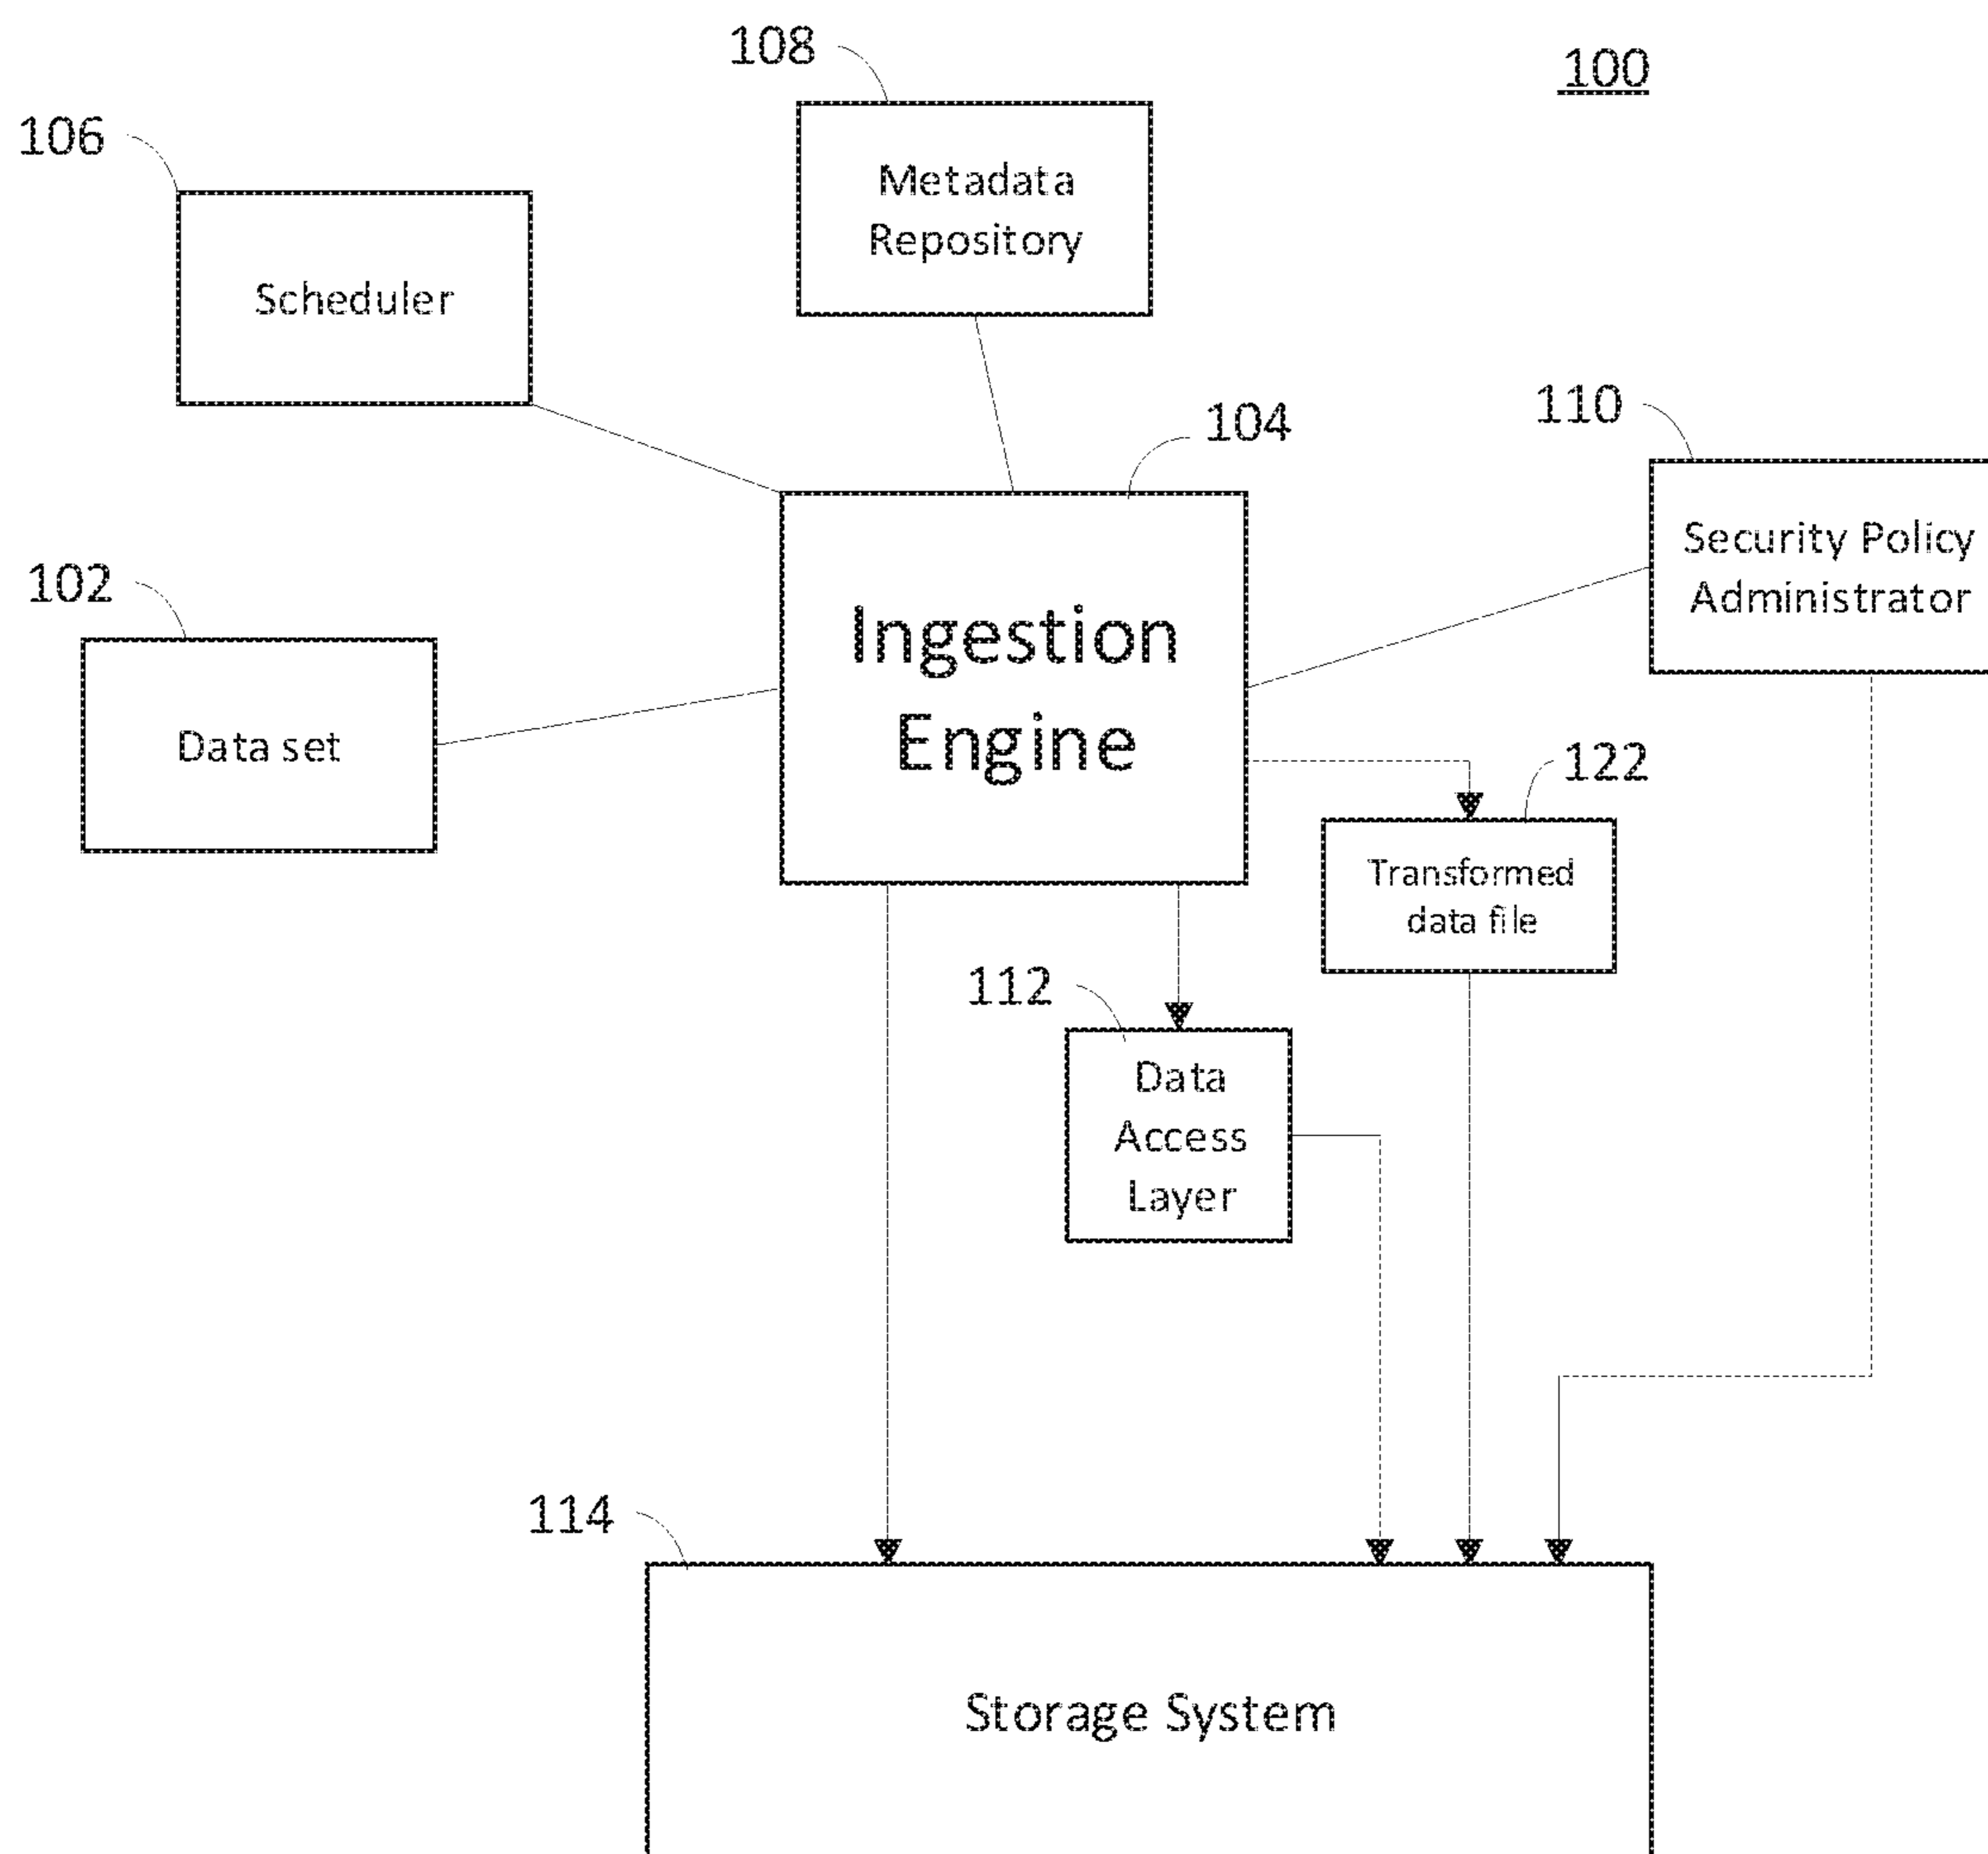 108
100
106
Metadata
Repository
Scheduler
104
110
Security Policy
Administrator
102
Ingestion
Engine
Data set
122
Transformed
data file
112
Data
Access
Layer
114
Storage System